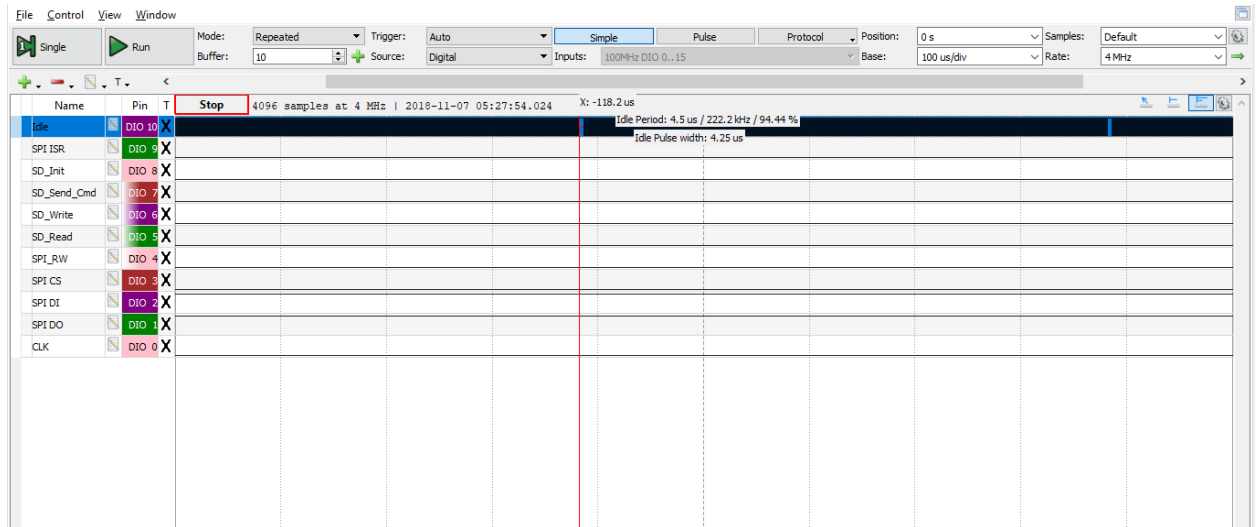 File Control View Window
Single Run Mode: Repeated Trigger: Auto Simple Pulse Protocol Position: 0 s Samples: Default
Buffer: 10 Source: Digital Inputs: 100MHz DIO 0..15 Base: 100 us/div Rate: 4 MHz
T
Name Pin T Stop 4096 samples at 4 MHz | 2018-11-07 05:27:54.024 X: -118.2 us
Idle DIO 10 X Idle Period: 4.5 us / 222.2 kHz / 94.44 %
Idle Pulse width: 4.25 us
SPI ISR DIO 9 X
SD_Init DIO 8 X
SD_Send_Cmd DIO 7 X
SD_Write DIO 6 X
SD_Read DIO 5 X
SPI_RW DIO 4 X
SPI CS DIO 3 X
SPI DI DIO 2 X
SPI DO DIO 1 X
CLK DIO 0 X